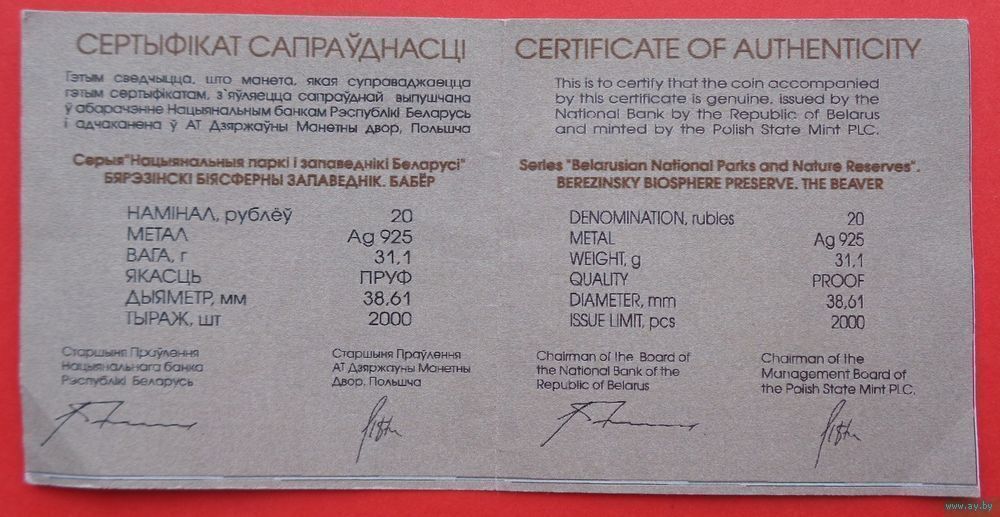 СЕРТЫФІКАТ САПРАЎДНАСЦІ
Гэтым сведчыцца, што манета, якая суправаджаецца
гэтым сертыфікатам, з`яўляецца сапраўднай выпушчана
ў абарачэнне Нацыянальным банкам Рэспублікі Беларусь
і адчаканена ў АТ Дзяржаўны Манетны двор, Польшча
Серыя"Нацыянальныя паркі і запаведнікі Беларусі"
БЯРЭЗІНСКІ БІЯСФЕРНЫ ЗАПАВЕДНІК. БАБЁР
НАМІНАЛ, рублёў 20
МЕТАЛ Ag 925
ВАГА, г 31,1
ЯКАСЦЬ ПРУФ
ДЫЯМЕТР, мм 38,61
ТЫРАЖ, шт 2000
Старшыня Праўлення
Нацыянальнага банка
Рэспублікі Беларусь
Старшыня Праўлення
АТ Дзяржауны Манетны
Двор, Польшча
CERTIFICATE OF AUTHENTICITY
This is to certify that the coin accompanied
by this certificate is genuine, issued by the
National Bank by the Republic of Belarus
and minted by the Polish State Mint PLC.
Series "Belarusian National Parks and Nature Reserves".
BEREZINSKY BIOSPHERE PRESERVE. THE BEAVER
DENOMINATION, rubles 20
METAL Ag 925
WEIGHT, g 31,1
QUALITY PROOF
DIAMETER, mm 38,61
ISSUE LIMIT, pcs 2000
Chairman of the Board of
the National Bank of the
Republic of Belarus
Chairman of the
Management Board of
the Polish State Mint PLC.
www.ay.by